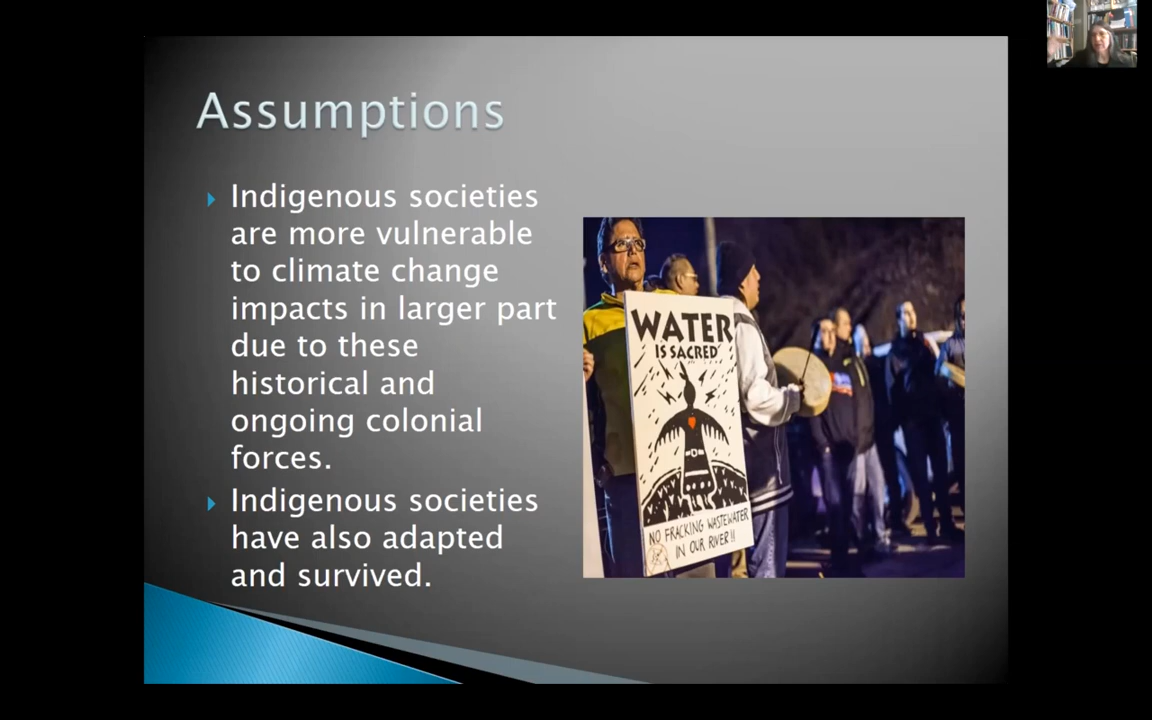 Assumptions
Indigenous societies
are more vulnerable
to climate change
impacts in larger part
due to these
historical and
ongoing colonial
forces.
Indigenous societies
have also adapted
and survived.
WATER
IS SACRED
NO FRACKING WASTEWATER
IN OUR RIVER!!